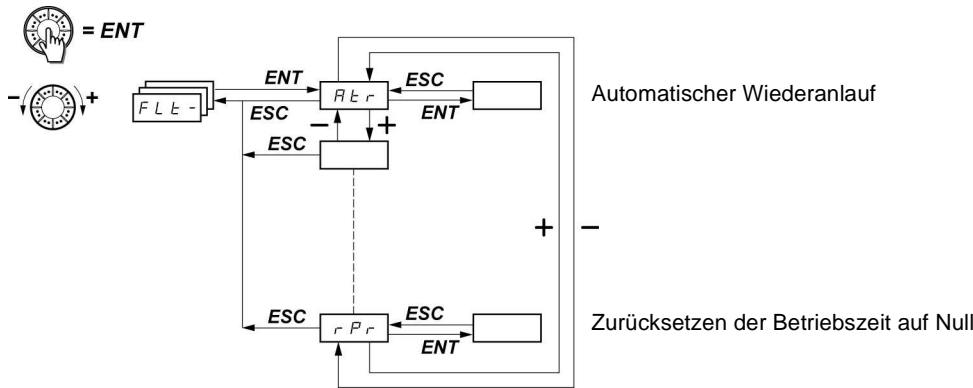 = ENT
ENT
ESC
Atr
ESC
ENT
Automatischer Wiederanlauf
- +
FLt-
- +
ESC
+ -
ESC
rPr
ESC
ENT
Zurücksetzen der Betriebszeit auf Null